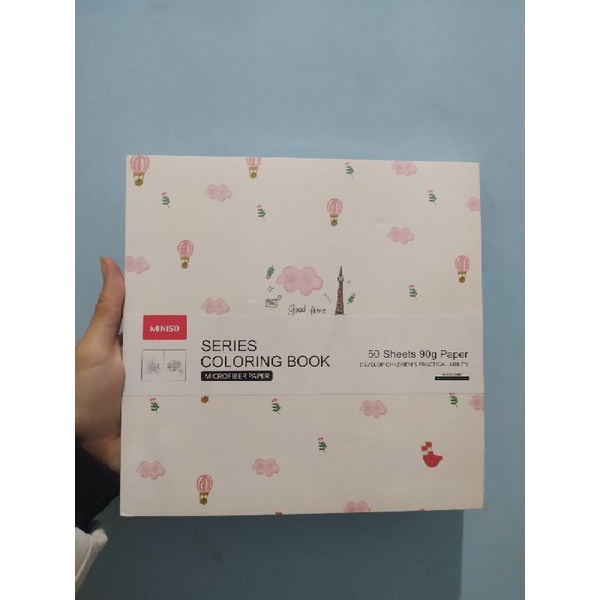 Good time
MINISO
SERIES
COLORING BOOK
MICROFIBER PAPER
50 Sheets 90g Paper
DEVELOP CHILDREN'S PRACTICAL ABILITY